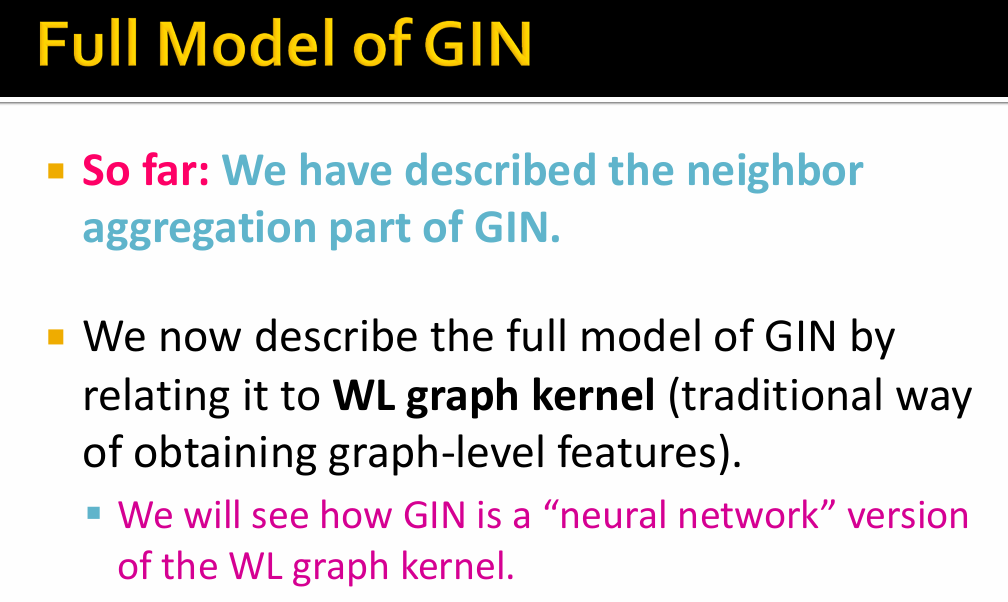 Full Model of GIN
So far: We have described the neighbor
aggregation part of GIN.
We now describe the full model of GIN by
relating it to WL graph kernel (traditional way
of obtaining graph-level features).
We will see how GIN is a “neural network” version
of the WL graph kernel.